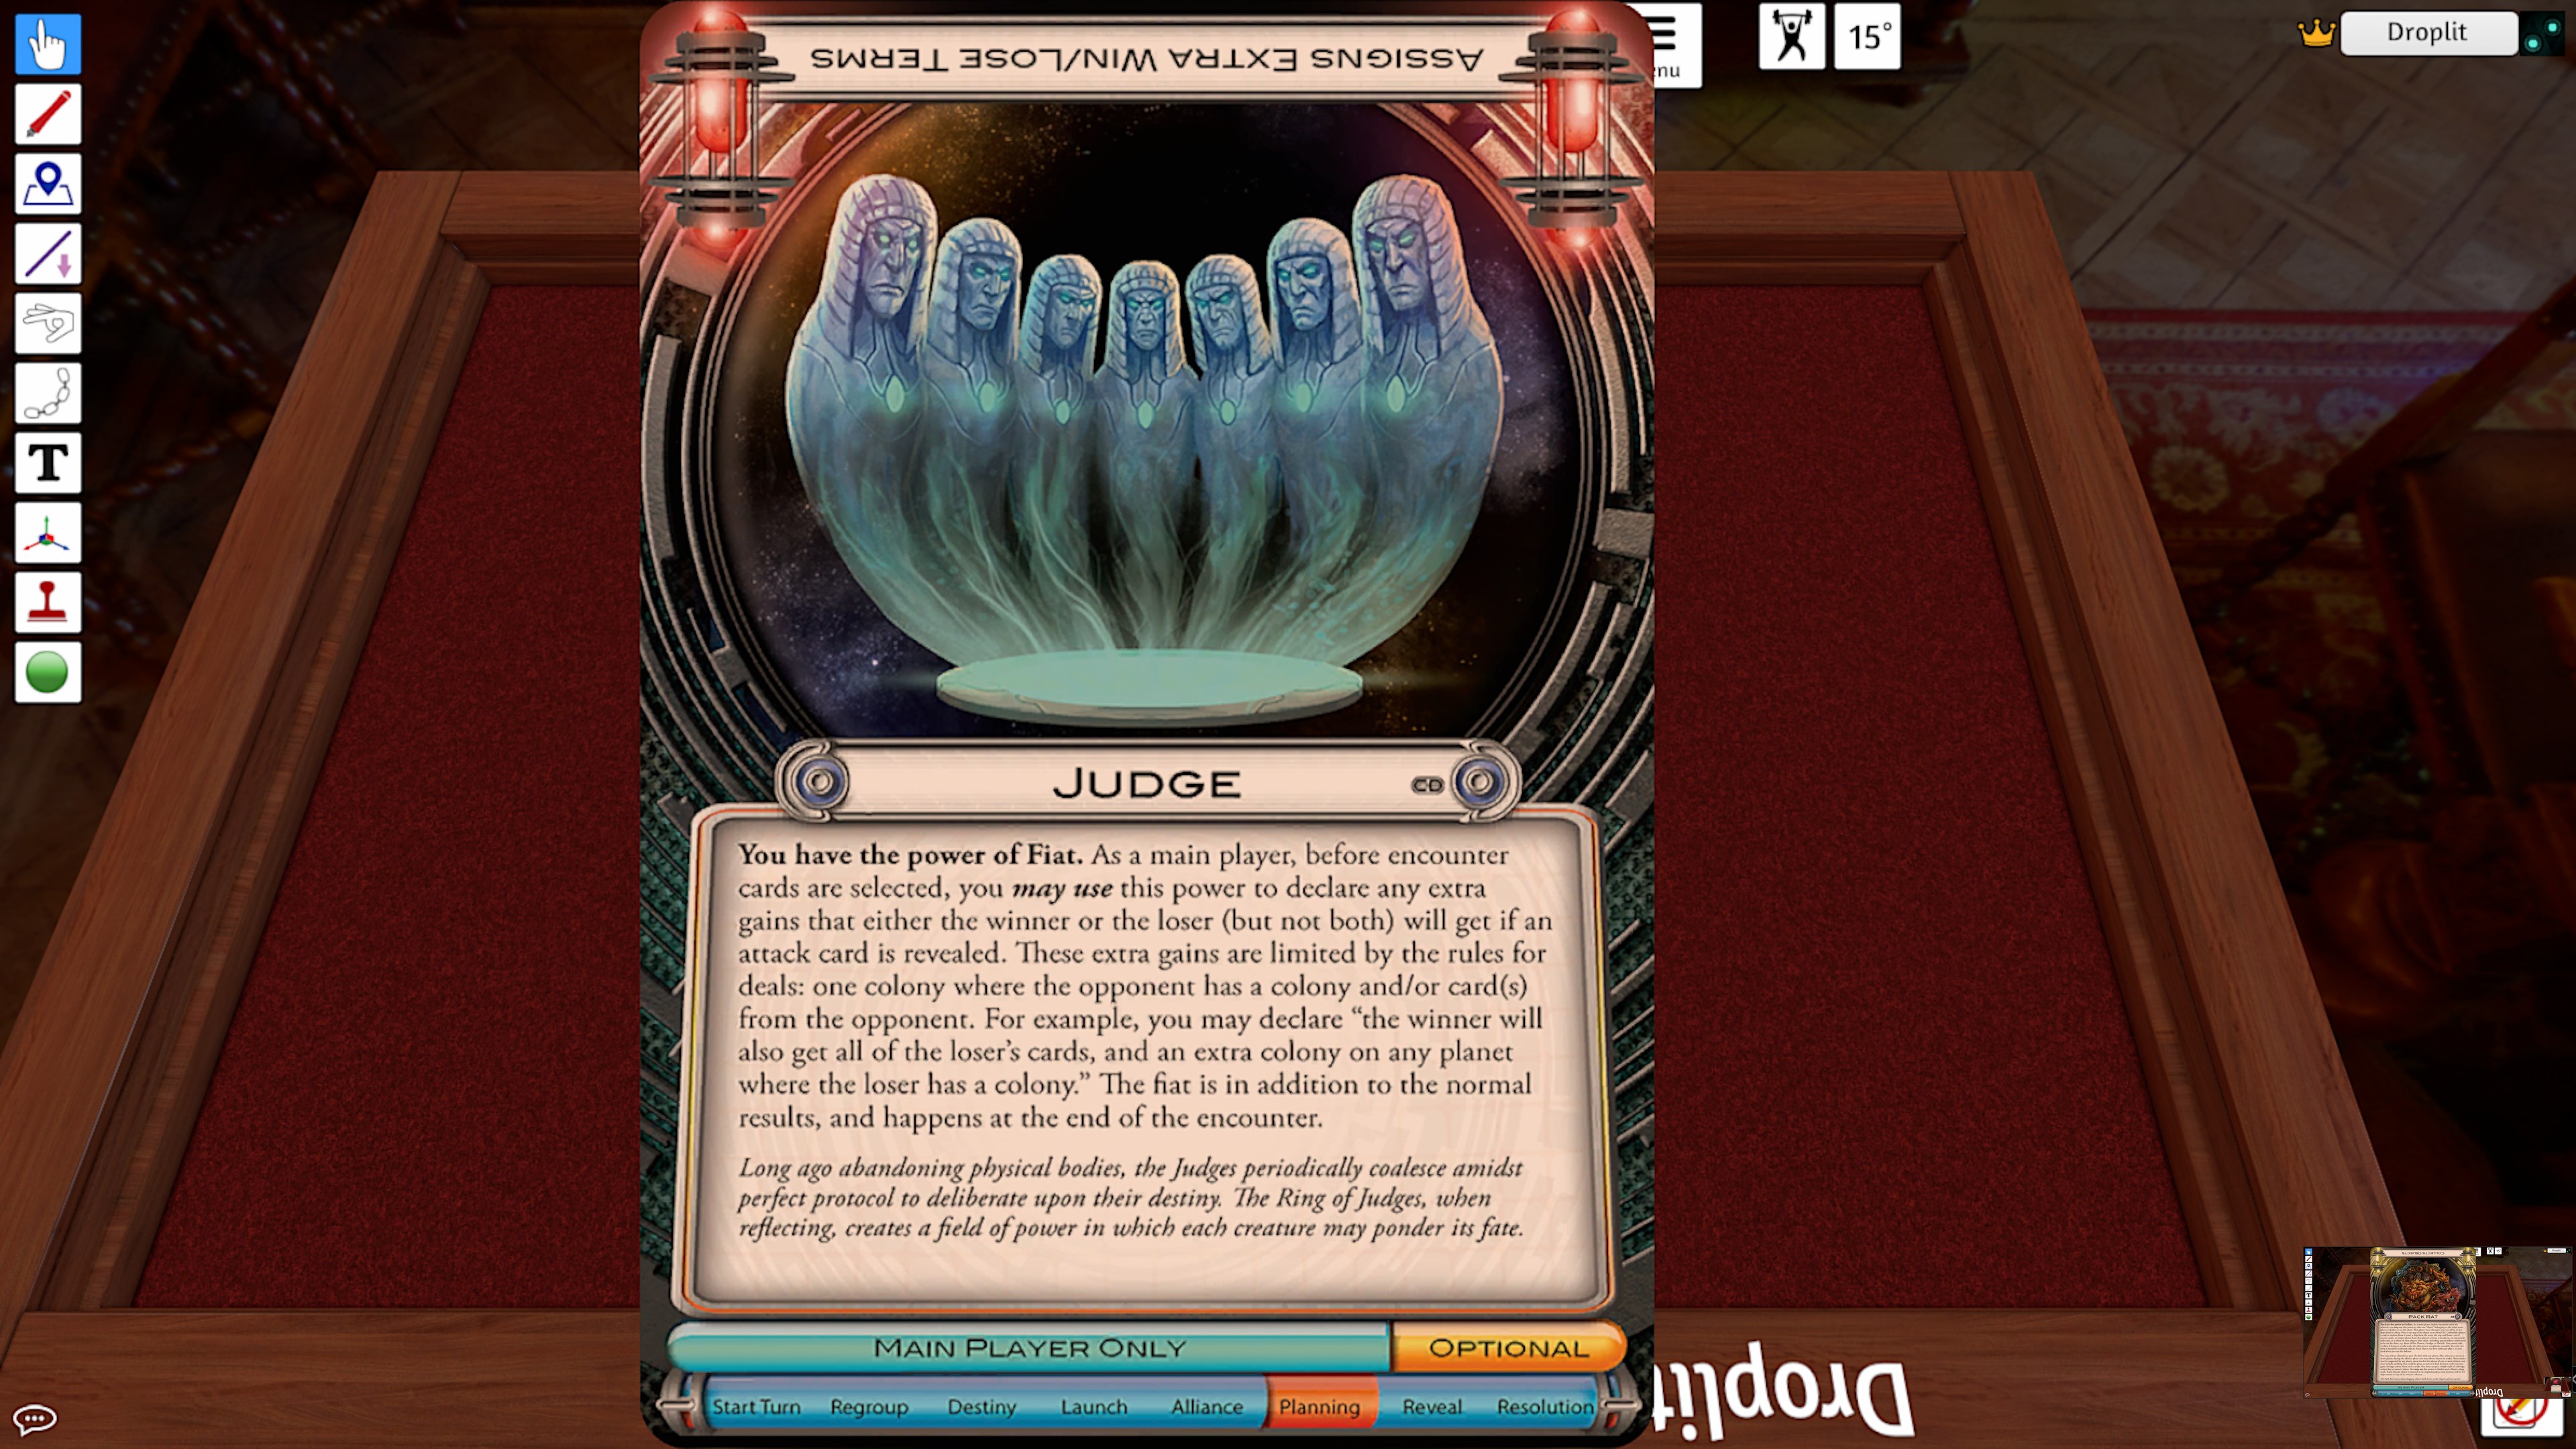 ASSIGNS EXTRA WIN/LOSE TERMS
nu
15°
Droplit
T
JUDGE
CD
You have the power of Fiat. As a main player, before encounter
cards are selected, you may use this power to declare any extra
gains that either the winner or the loser (but not both) will get if an
attack card is revealed. These extra gains are limited by the rules for
deals: one colony where the opponent has a colony and/or card(s)
from the opponent. For example, you may declare “the winner will
also get all of the loser’s cards, and an extra colony on any planet
where the loser has a colony.” The fiat is in addition to the normal
results, and happens at the end of the encounter.
Long ago abandoning physical bodies, the Judges periodically coalesce amidst
perfect protocol to deliberate upon their destiny. The Ring of Judges, when
reflecting, creates a field of power in which each creature may ponder its fate.
MAIN PLAYER ONLY
OPTIONAL
Start Turn Regroup Destiny Launch Alliance Planning Reveal Resolution
Droplit
PACK RAT